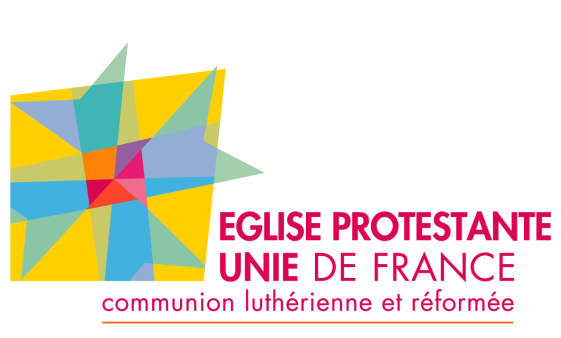 EGLISE PROTESTANTE
UNIE DE FRANCE
communion luthérienne et réformée